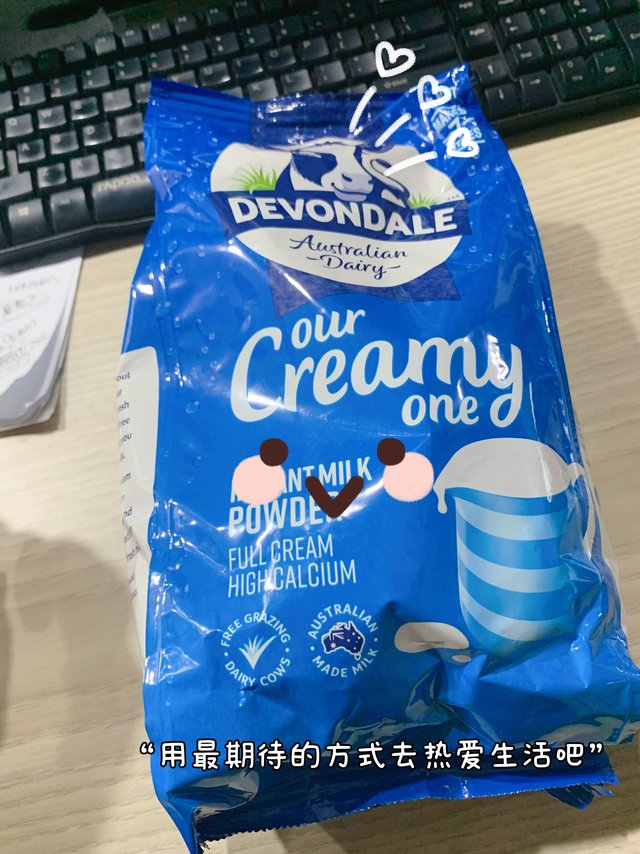 DEVONDALE
Australian
-Dairy-
our
Creamy
one
MILK
POWDER
FULL CREAM
HIGH CALCIUM
FREE GRAZING
DAIRY COWS
AUSTRALIAN
MADE MILK
“用最期待的方式去热爱生活吧”